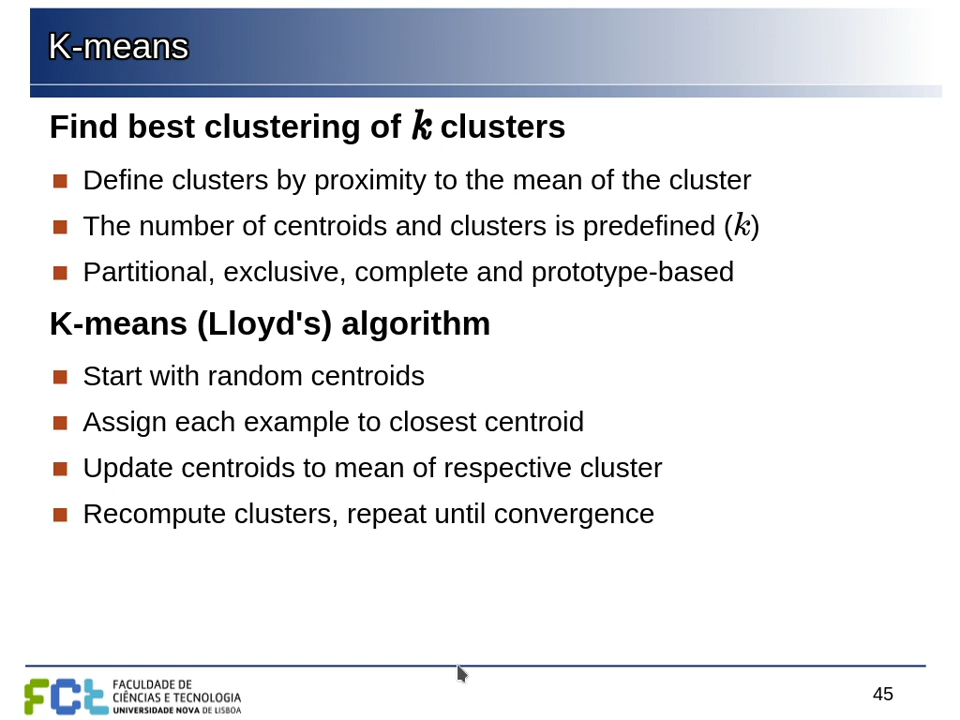 K-means
Find best clustering of k clusters
Define clusters by proximity to the mean of the cluster
The number of centroids and clusters is predefined (k)
Partitional, exclusive, complete and prototype-based
K-means (Lloyd's) algorithm
Start with random centroids
Assign each example to closest centroid
Update centroids to mean of respective cluster
Recompute clusters, repeat until convergence
FCt
FACULDADE DE
CIÊNCIAS E TECNOLOGIA
UNIVERSIDADE NOVA DE LISBOA
45